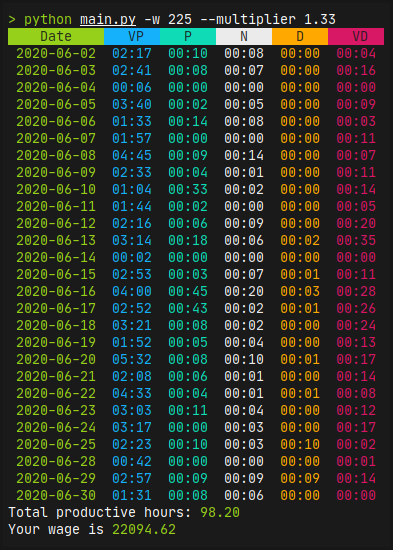 > python main.py -w 225 --multiplier 1.33
Date VP P N D VD
2020-06-02 02:17 00:10 00:08 00:00 00:04
2020-06-03 02:41 00:08 00:07 00:00 00:16
2020-06-04 00:06 00:00 00:00 00:00 00:00
2020-06-05 03:40 00:02 00:05 00:00 00:09
2020-06-06 01:33 00:14 00:08 00:00 00:03
2020-06-07 01:57 00:00 00:00 00:00 00:11
2020-06-08 04:45 00:09 00:14 00:00 00:07
2020-06-09 02:33 00:04 00:01 00:00 00:11
2020-06-10 01:04 00:33 00:02 00:00 00:14
2020-06-11 01:44 00:02 00:00 00:00 00:05
2020-06-12 02:16 00:06 00:09 00:00 00:20
2020-06-13 03:14 00:18 00:06 00:02 00:35
2020-06-14 00:02 00:00 00:00 00:00 00:00
2020-06-15 02:53 00:03 00:07 00:01 00:11
2020-06-16 04:00 00:45 00:20 00:03 00:28
2020-06-17 02:52 00:43 00:02 00:01 00:26
2020-06-18 03:21 00:08 00:02 00:00 00:24
2020-06-19 01:52 00:05 00:04 00:00 00:13
2020-06-20 05:32 00:08 00:10 00:01 00:17
2020-06-21 02:08 00:06 00:01 00:00 00:14
2020-06-22 04:33 00:04 00:01 00:01 00:08
2020-06-23 03:03 00:11 00:04 00:00 00:12
2020-06-24 03:17 00:00 00:03 00:00 00:17
2020-06-25 02:23 00:10 00:03 00:10 00:02
2020-06-28 00:42 00:00 00:00 00:00 00:01
2020-06-29 02:57 00:09 00:09 00:09 00:14
2020-06-30 01:31 00:08 00:06 00:00 00:00
Total productive hours: 98.20
Your wage is 22094.62